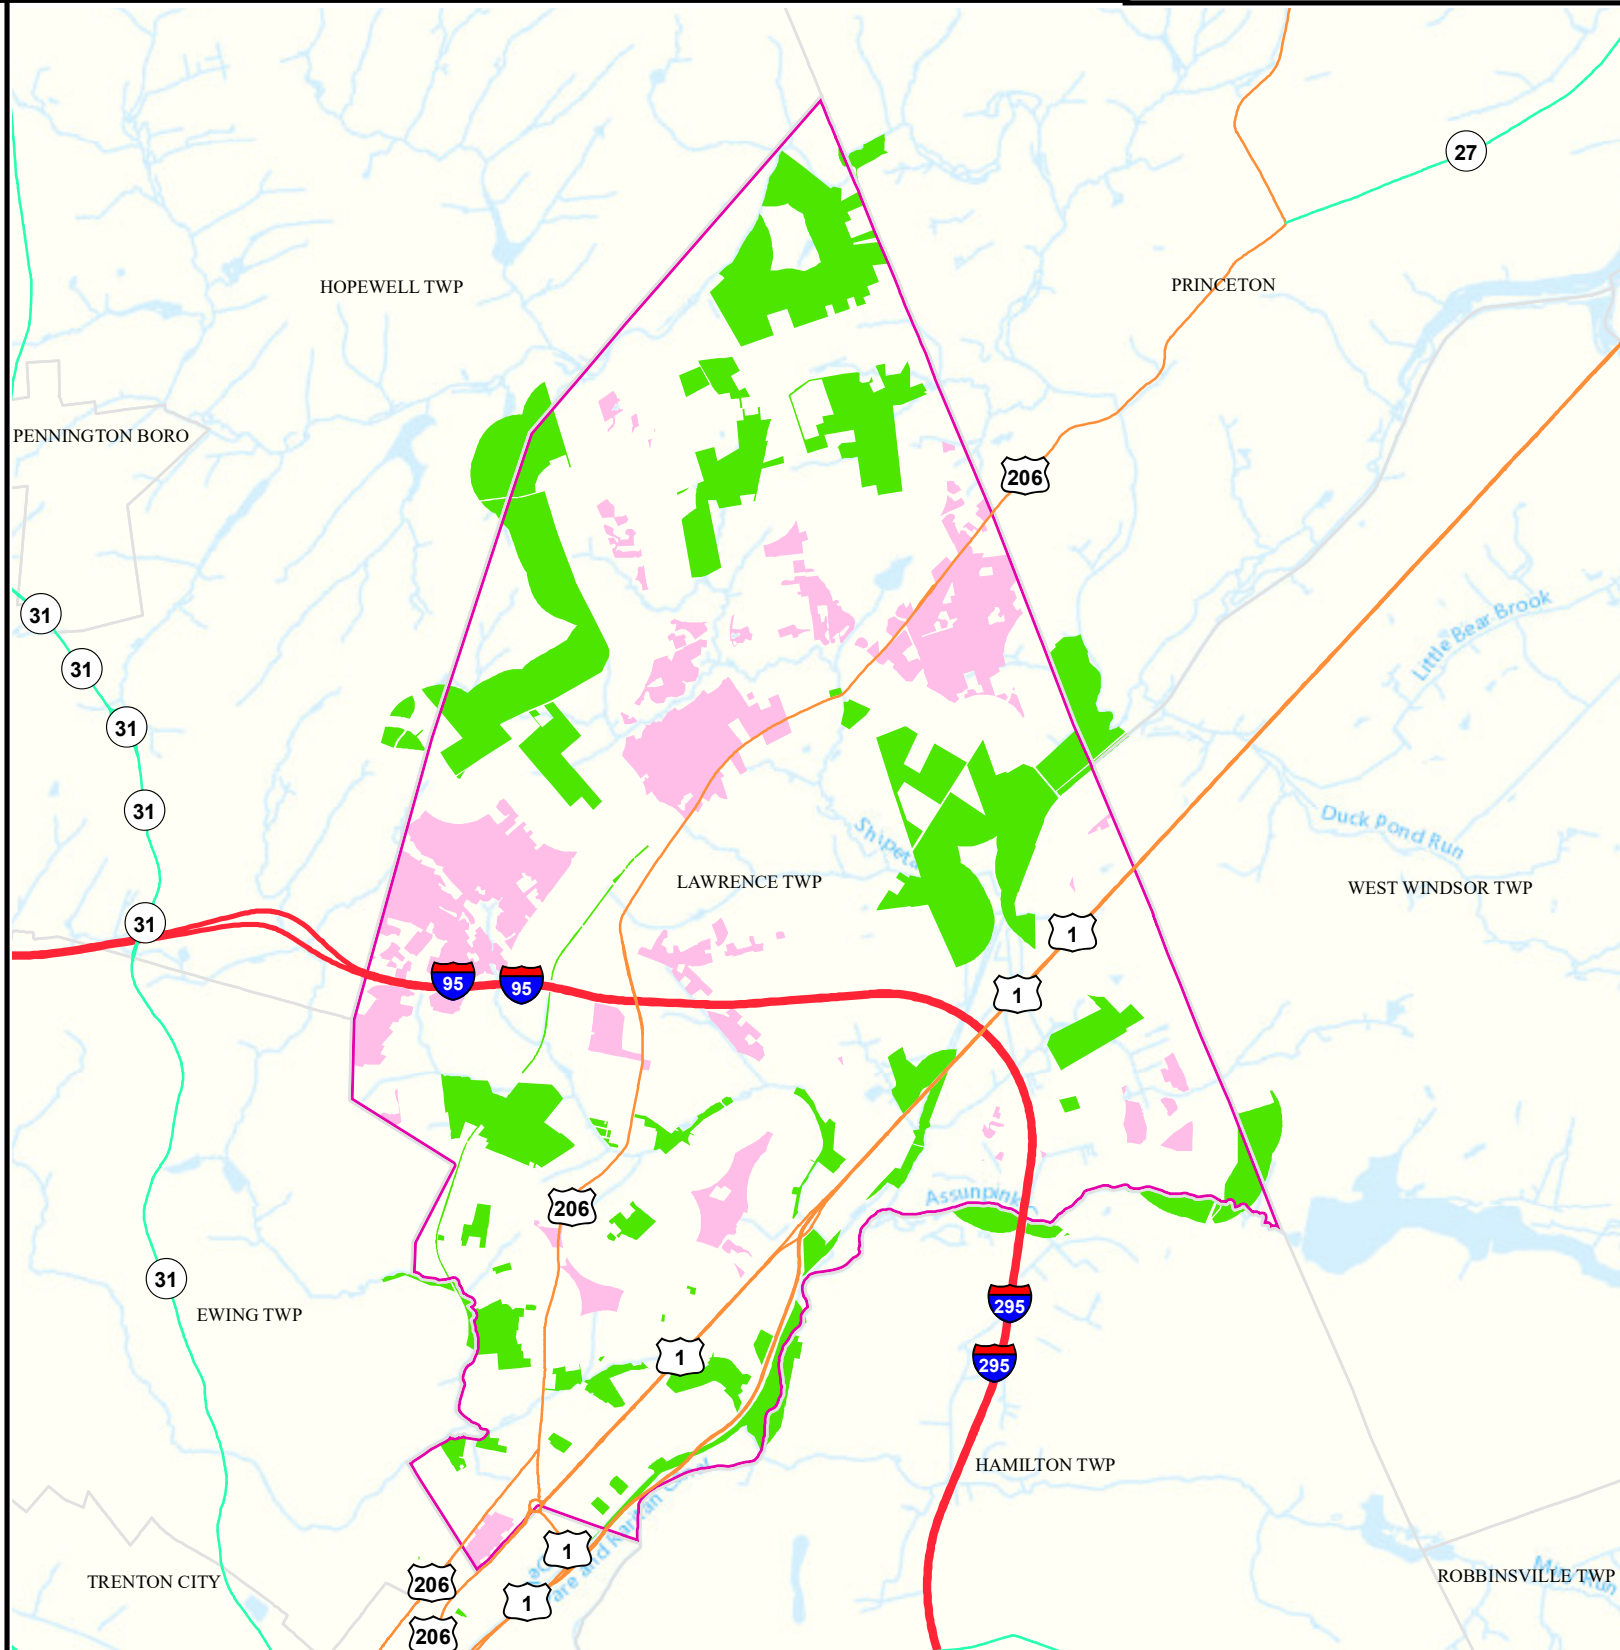 27
HOPEWELL TWP
PRINCETON
PENNINGTON BORO
206
31
Little Bear Brook
31
31
31
Duck Pond Run
LAWRENCE TWP
WEST WINDSOR TWP
31
1
95
95
1
Assunpink
206
31
295
EWING TWP
1
295
HAMILTON TWP
1
TRENTON CITY
206
ROBBINSVILLE TWP
1
206